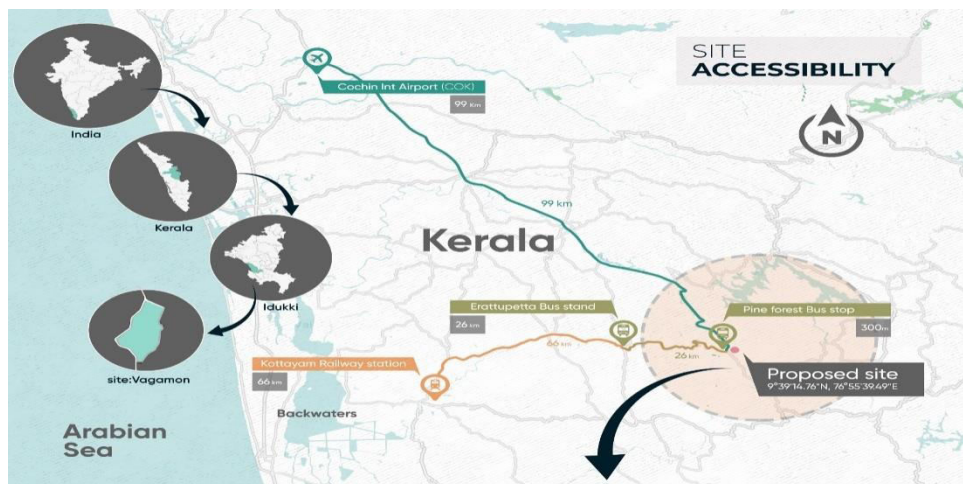 SITE
ACCESSIBILITY
N
India
Kerala
Idukki
site:Vagamon
Cochin Int Airport (COK)
99 Km
99 km
Kerala
Erattupetta Bus stand
26 km
Pine forest Bus stop
300m
66 km
26 km
Kottayam Railway station
66 km
Proposed site
9°39'14.76"N, 76°55'39.49"E
Backwaters
Arabian
Sea